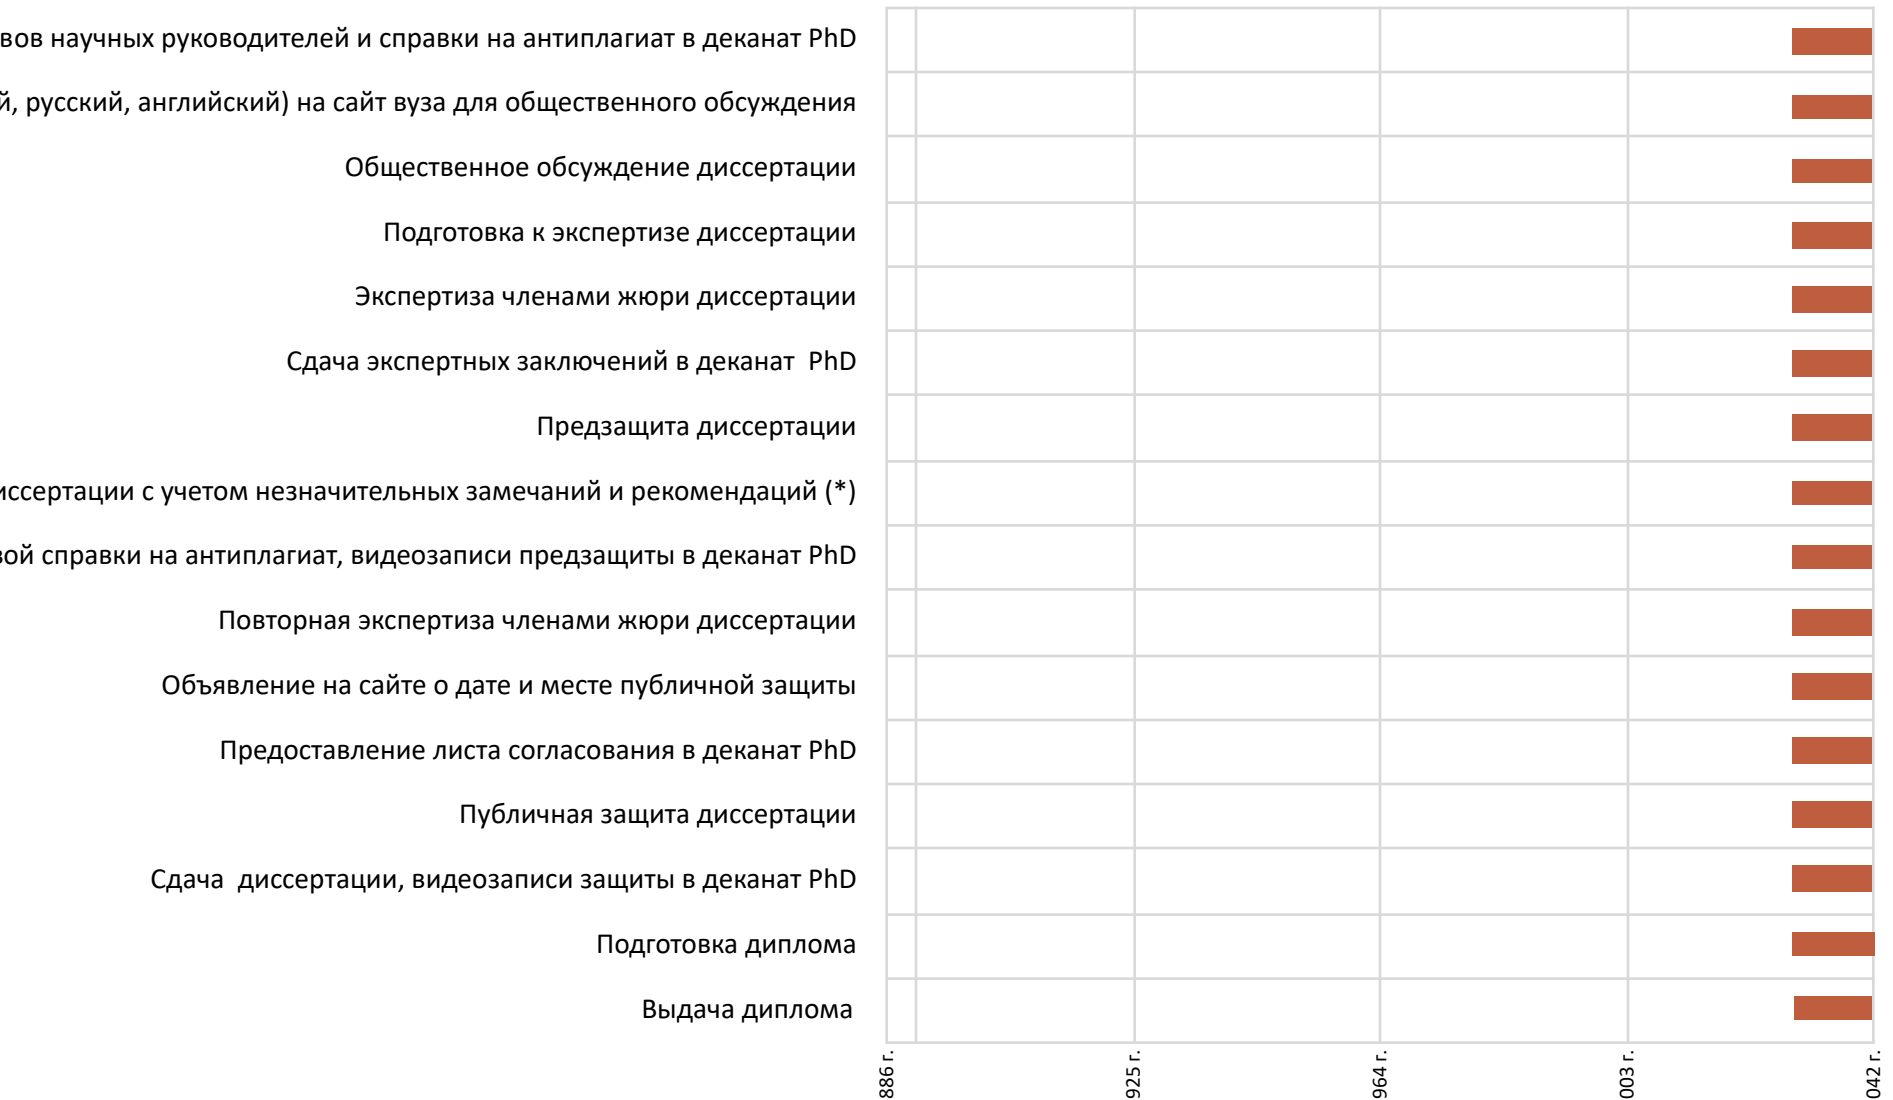 вов научных руководителей и справки на антиплагиат в деканат PhD
й, русский, английский) на сайт вуза для общественного обсуждения
Общественное обсуждение диссертации
Подготовка к экспертизе диссертации
Экспертиза членами жюри диссертации
Сдача экспертных заключений в деканат PhD
Предзащита диссертации
иссертации с учетом незначительных замечаний и рекомендаций (*)
вой справки на антиплагиат, видеозаписи предзащиты в деканат PhD
Повторная экспертиза членами жюри диссертации
Объявление на сайте о дате и месте публичной защиты
Предоставление листа согласования в деканат PhD
Публичная защита диссертации
Сдача диссертации, видеозаписи защиты в деканат PhD
Подготовка диплома
Выдача диплома
886 г.
925 г.
964 г.
003 г.
042 г.